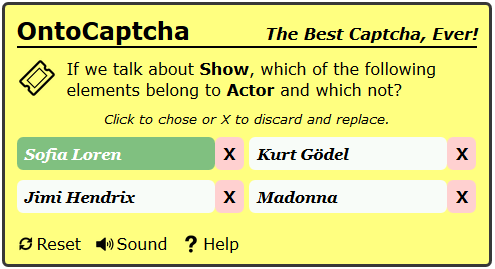 OntoCaptcha The Best Captcha, Ever!
If we talk about Show, which of the following
elements belong to Actor and which not?
Click to chose or X to discard and replace.
Sofia Loren X Kurt Gödel X
Jimi Hendrix X Madonna X
Reset Sound ? Help